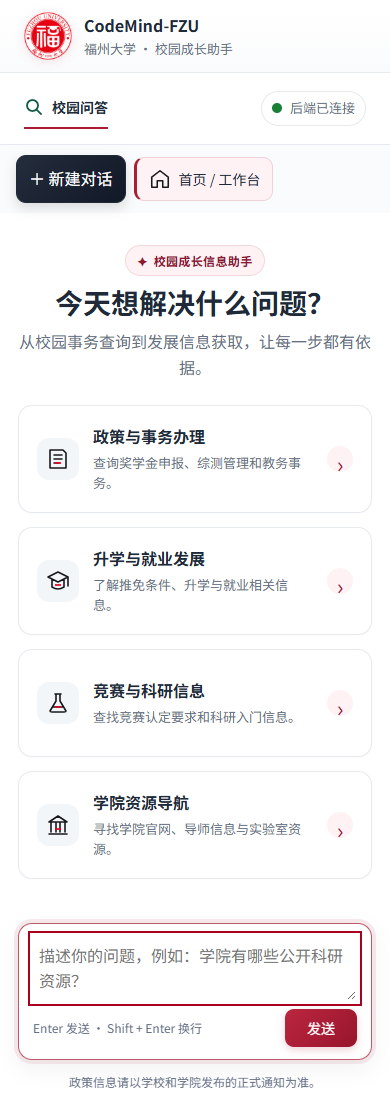 福
CodeMind-FZU
福州大学 · 校园成长助手
校园问答
后端已连接
+ 新建对话
首页 / 工作台
✦ 校园成长信息助手
今天想解决什么问题？
从校园事务查询到发展信息获取，让每一步都有依
据。
政策与事务办理
查询奖学金申报、综测管理和教务事
务。
升学与就业发展
了解推免条件、升学与就业相关信
息。
竞赛与科研信息
查找竞赛认定要求和科研入门信息。
学院资源导航
寻找学院官网、导师信息与实验室资
源。
描述你的问题，例如：学院有哪些公开科研
资源？
Enter 发送 · Shift + Enter 换行
发送
政策信息请以学校和学院发布的正式通知为准。